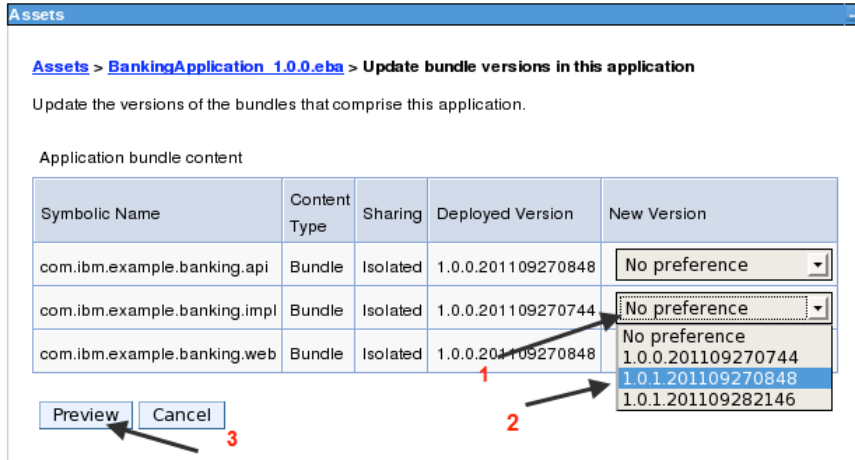 Assets
Assets > BankingApplication_1.0.0.eba > Update bundle versions in this application
Update the versions of the bundles that comprise this application.
Application bundle content
Symbolic Name Content Type Sharing Deployed Version New Version
com.ibm.example.banking.api Bundle Isolated 1.0.0.201109270848 No preference
com.ibm.example.banking.impl Bundle Isolated 1.0.0.201109270744 No preference
No preference
1.0.0.201109270744
com.ibm.example.banking.web Bundle Isolated 1.0.0.201109270848
1
1.0.1.201109270848
1.0.1.201109282146
2
Preview Cancel
3